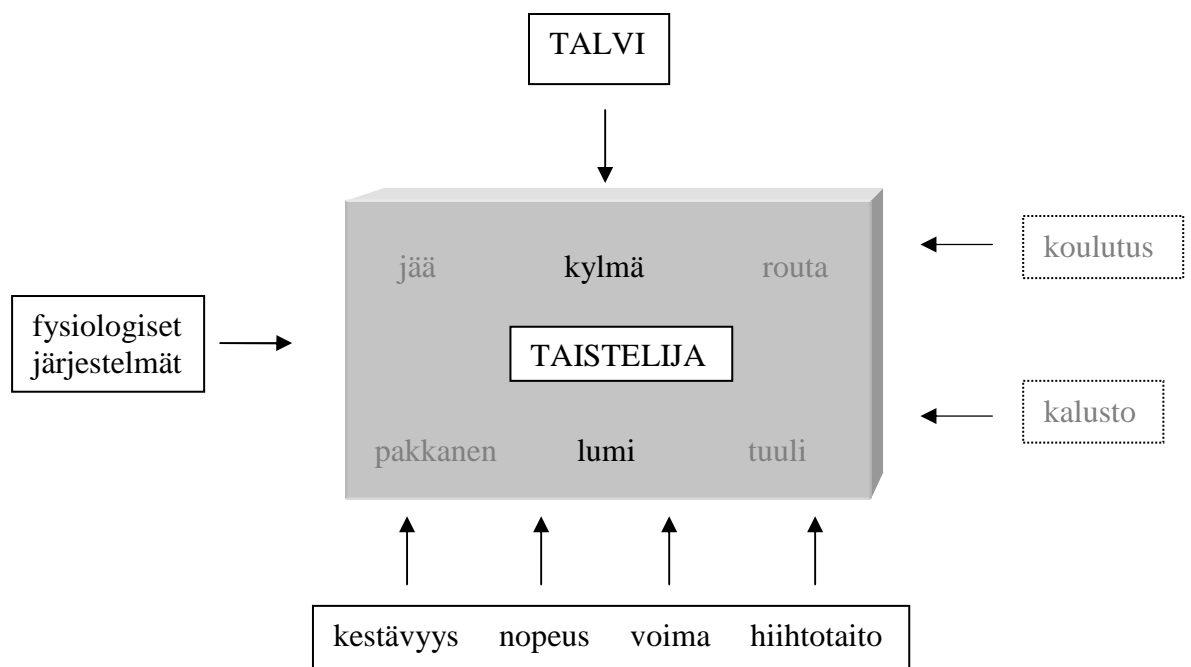 TALVI
jää kylmä routa
koulutus
fysiologiset
järjestelmät
TAISTELIJA
kalusto
pakkanen lumi tuuli
kestävyys nopeus voima hiihtotaito